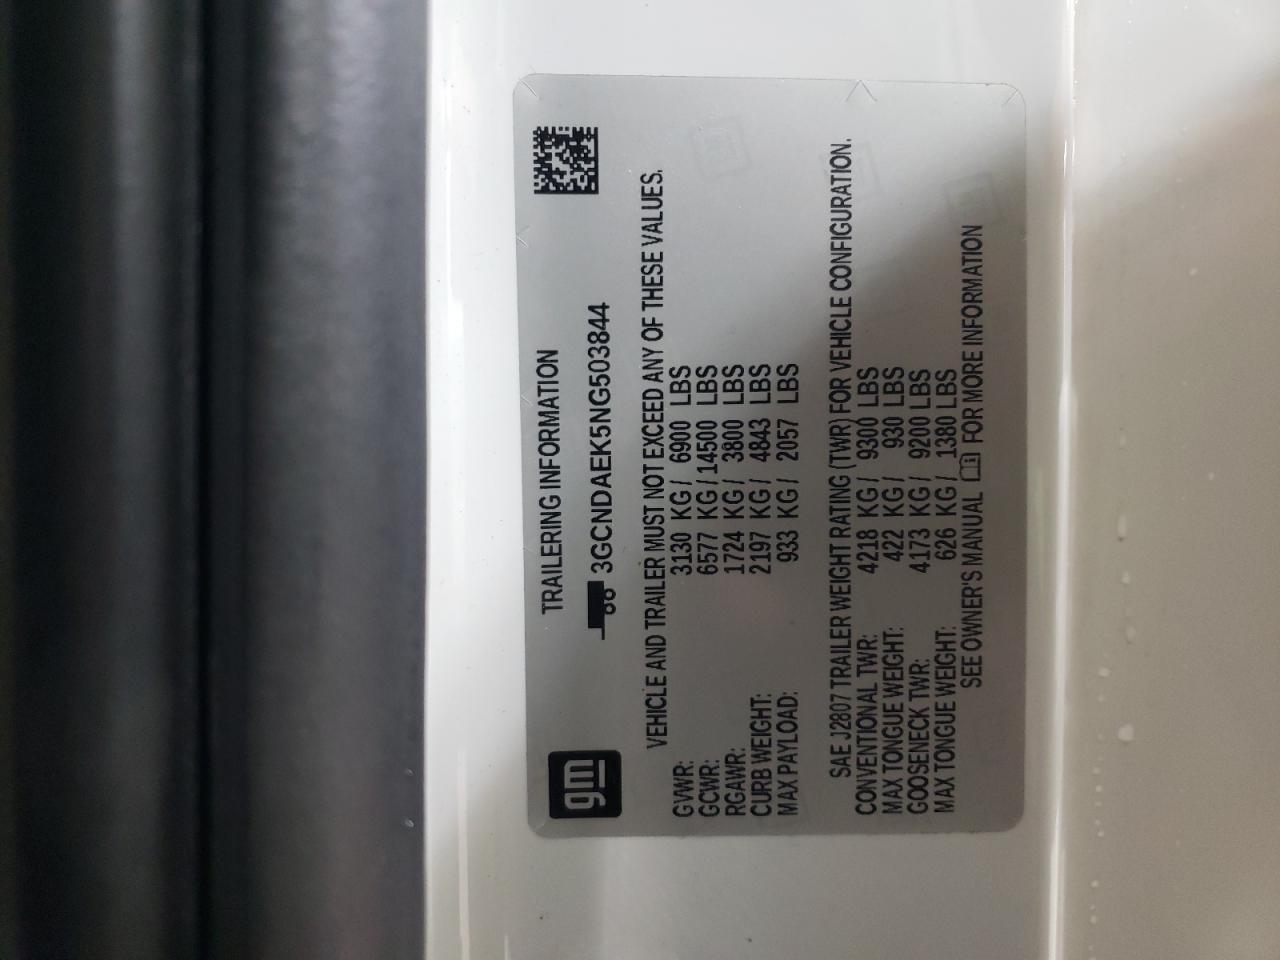 gm
TRAILERING INFORMATION
3GCNDAEK5NG503844
VEHICLE AND TRAILER MUST NOT EXCEED ANY OF THESE VALUES.
GVWR: 3130 KG / 6900 LBS
GCWR: 6577 KG / 14500 LBS
RGAWR: 1724 KG / 3800 LBS
CURB WEIGHT: 2197 KG / 4843 LBS
MAX PAYLOAD: 933 KG / 2057 LBS
SAE J2807 TRAILER WEIGHT RATING (TWR) FOR VEHICLE CONFIGURATION.
CONVENTIONAL TWR: 4218 KG / 9300 LBS
MAX TONGUE WEIGHT: 422 KG / 930 LBS
GOOSENECK TWR: 4173 KG / 9200 LBS
MAX TONGUE WEIGHT: 626 KG / 1380 LBS
SEE OWNER'S MANUAL FOR MORE INFORMATION